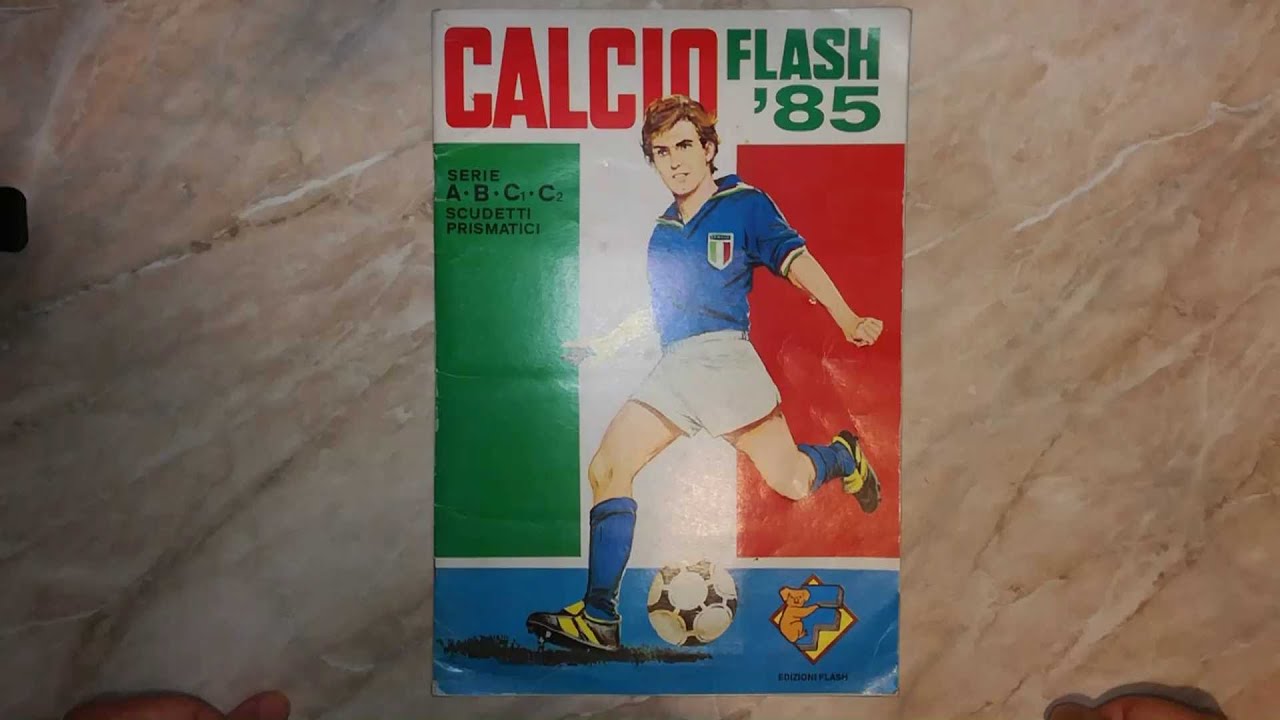 CALCIO FLASH
'85
SERIE
A·B·C1·C2
SCUDETTI
PRISMATICI
EDIZIONI FLASH